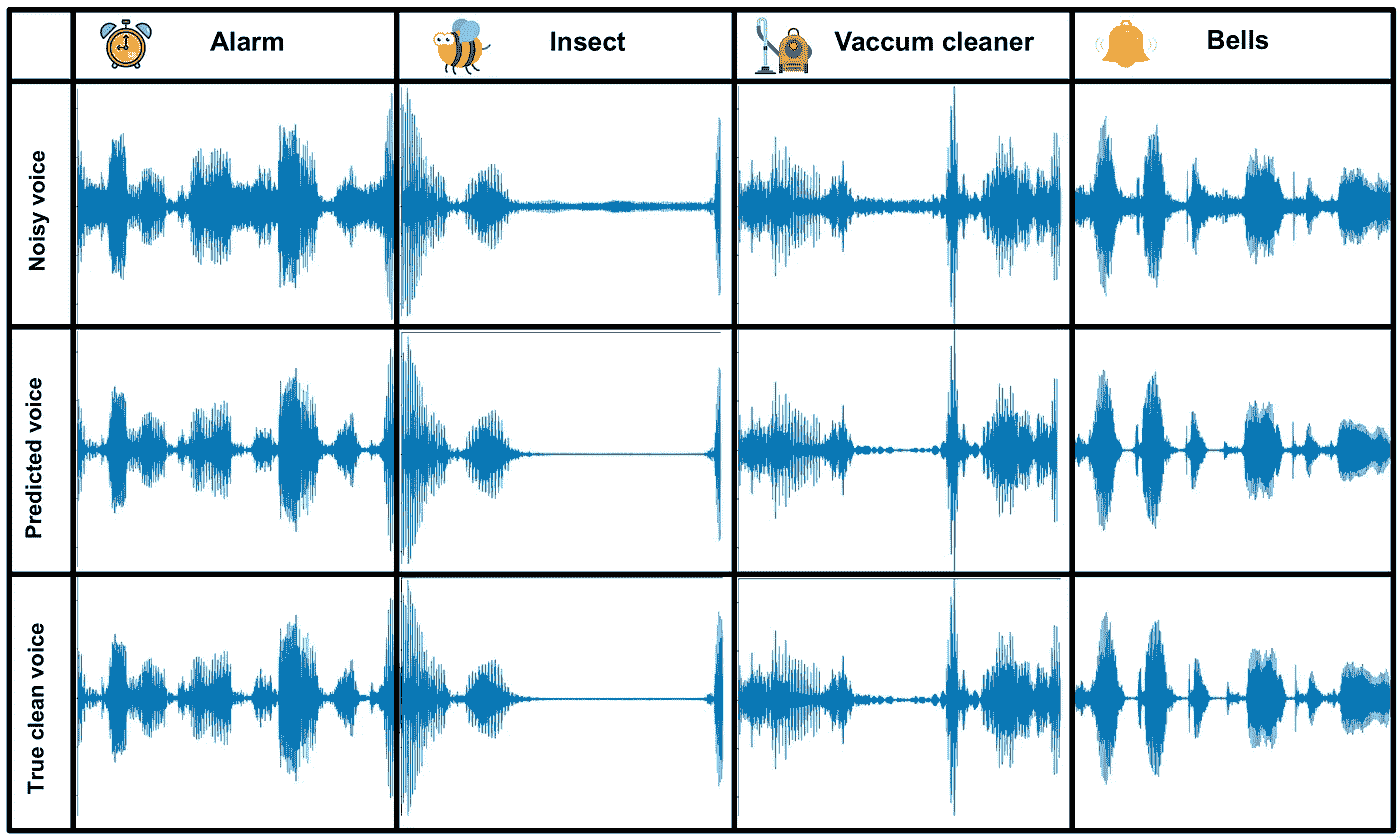 Alarm
Insect
Vaccum cleaner
Bells
Noisy voice
Predicted voice
True clean voice